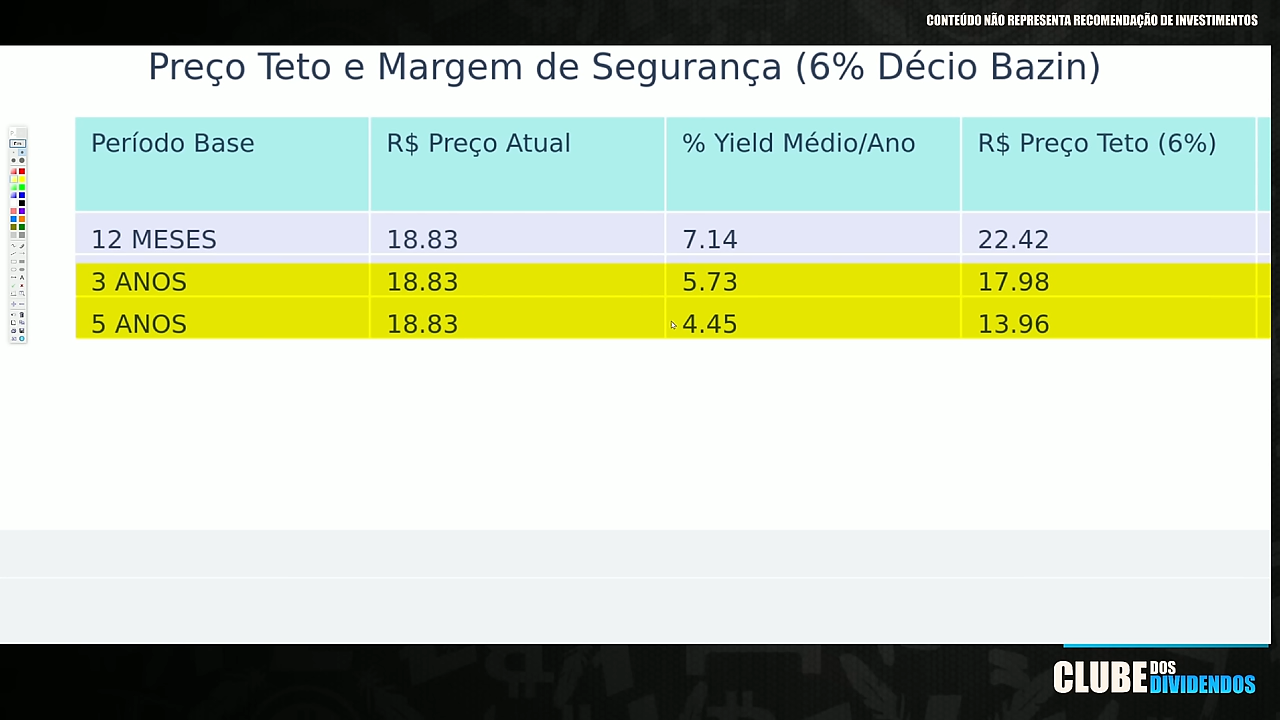 CONTEÚDO NÃO REPRESENTA RECOMENDAÇÃO DE INVESTIMENTOS
Preço Teto e Margem de Segurança (6% Décio Bazin)
Período Base R$ Preço Atual % Yield Médio/Ano R$ Preço Teto (6%)
12 MESES 18.83 7.14 22.42
3 ANOS 18.83 5.73 17.98
5 ANOS 18.83 4.45 13.96
CLUBE DOS DIVIDENDOS